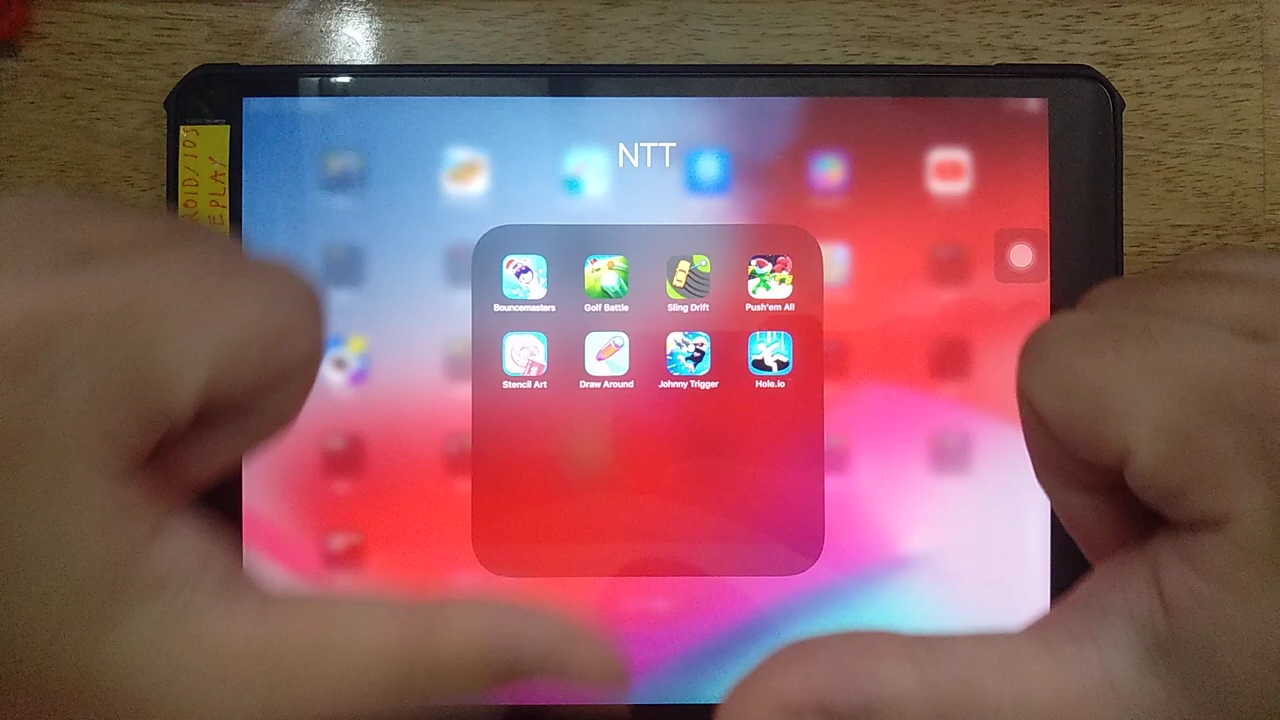 NTT
Bouncemasters
Golf Battle
Sling Drift
Push'em All
Stencil Art
Draw Around
Johnny Trigger
Hole.io